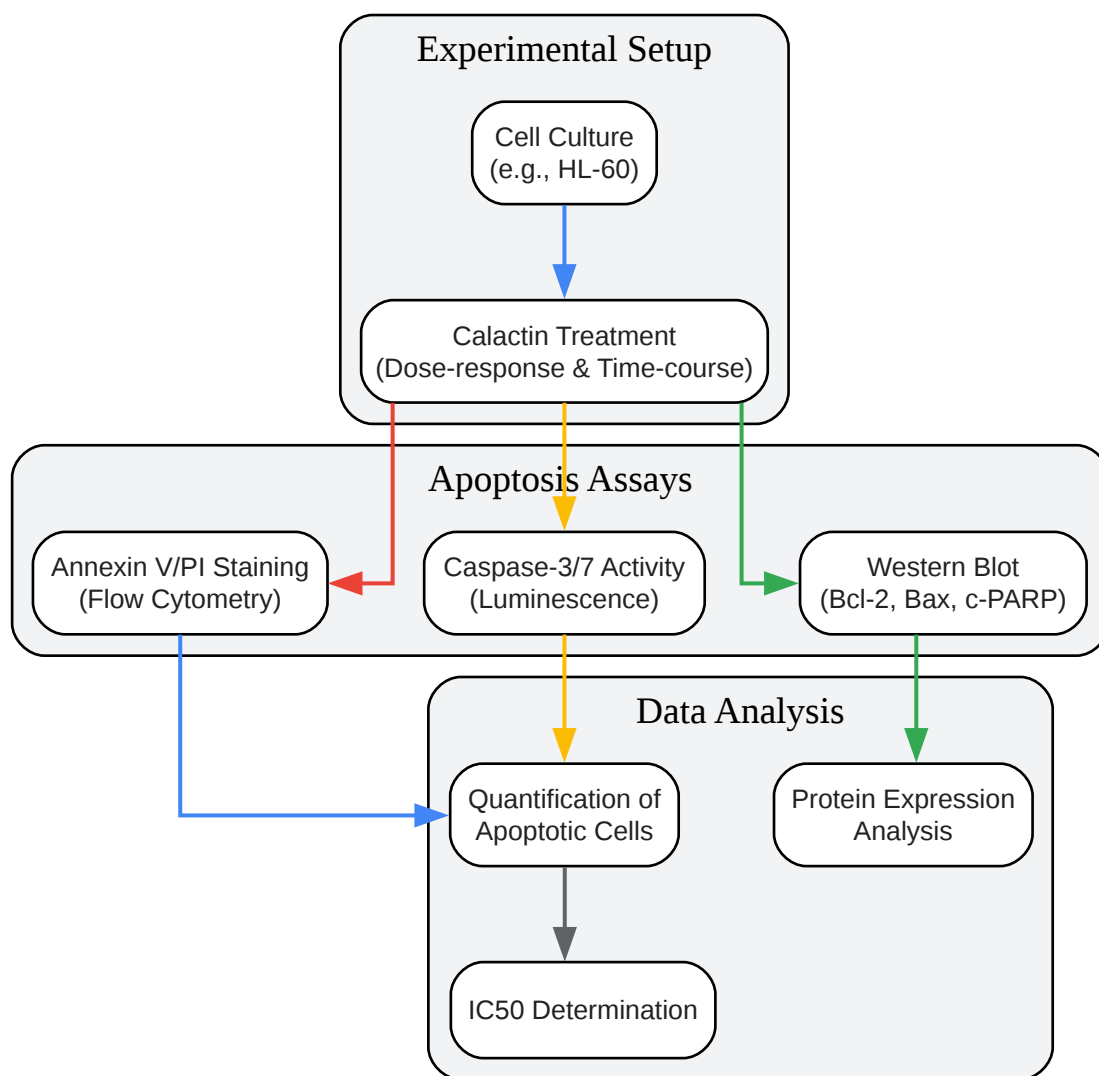 Experimental Setup
Cell Culture
(e.g., HL-60)
Calactin Treatment
(Dose-response & Time-course)
Apoptosis Assays
Annexin V/PI Staining
(Flow Cytometry)
Caspase-3/7 Activity
(Luminescence)
Western Blot
(Bcl-2, Bax, c-PARP)
Data Analysis
Quantification of
Apoptotic Cells
Protein Expression
Analysis
IC50 Determination